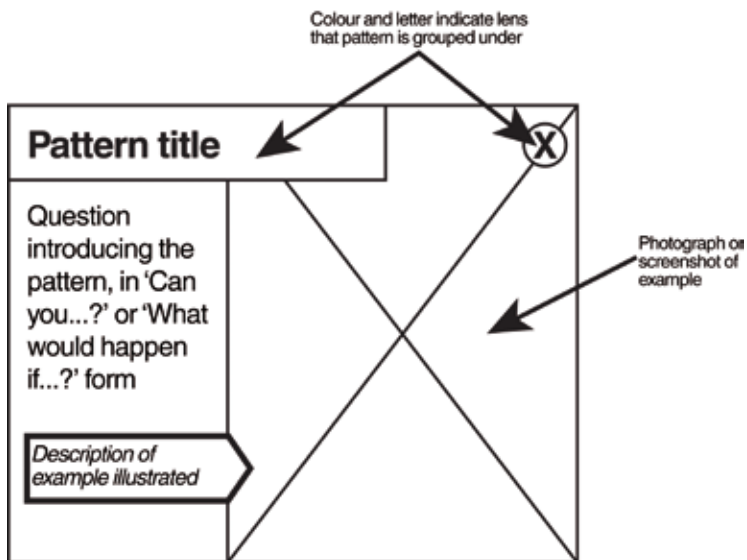 Colour and letter indicate lens
that pattern is grouped under
Pattern title
X
Question
introducing the
pattern, in ‘Can
you...?’ or ‘What
would happen
if...?’ form
Photograph or
screenshot of
example
Description of
example illustrated